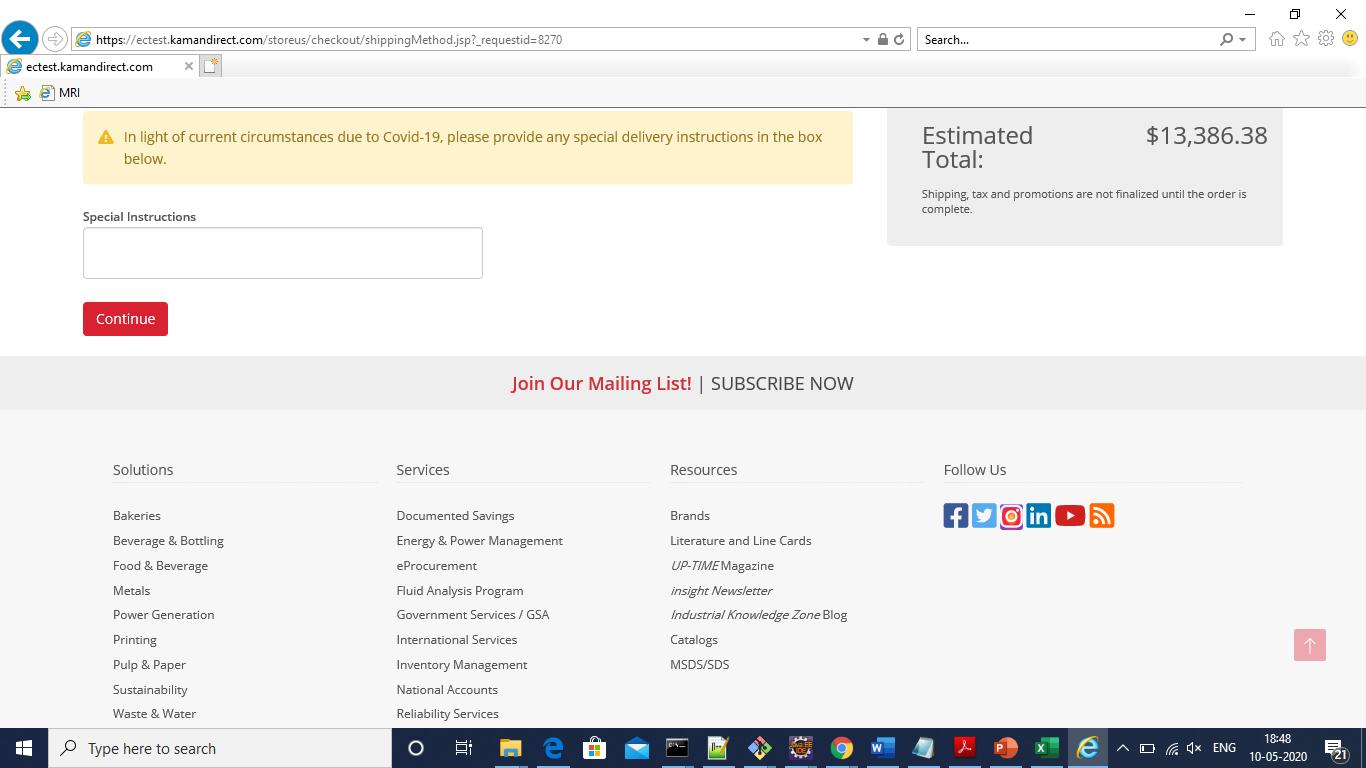 https://ectest.kamandirect.com/storeus/checkout/shippingMethod.jsp?_requestid=8270
Search...
ectest.kamandirect.com
MRI
In light of current circumstances due to Covid-19, please provide any special delivery instructions in the box
below.
Special Instructions
Continue
Estimated
Total:
$13,386.38
Shipping, tax and promotions are not finalized until the order is
complete.
Join Our Mailing List! | SUBSCRIBE NOW
Solutions
Bakeries
Beverage & Bottling
Food & Beverage
Metals
Power Generation
Printing
Pulp & Paper
Sustainability
Waste & Water
Services
Documented Savings
Energy & Power Management
eProcurement
Fluid Analysis Program
Government Services / GSA
International Services
Inventory Management
National Accounts
Reliability Services
Resources
Brands
Literature and Line Cards
UP-TIME Magazine
insight Newsletter
Industrial Knowledge Zone Blog
Catalogs
MSDS/SDS
Follow Us
Type here to search
ENG
18:48
10-05-2020
21